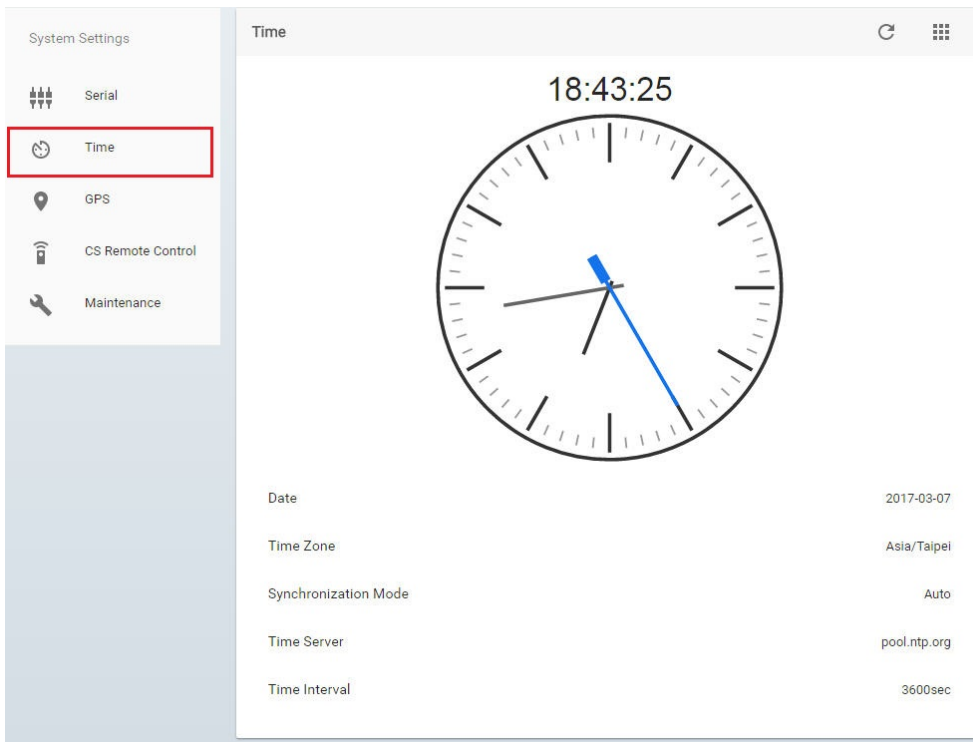 System Settings
Serial
Time
GPS
CS Remote Control
Maintenance
Time
18:43:25
Date 2017-03-07
Time Zone Asia/Taipei
Synchronization Mode Auto
Time Server pool.ntp.org
Time Interval 3600sec